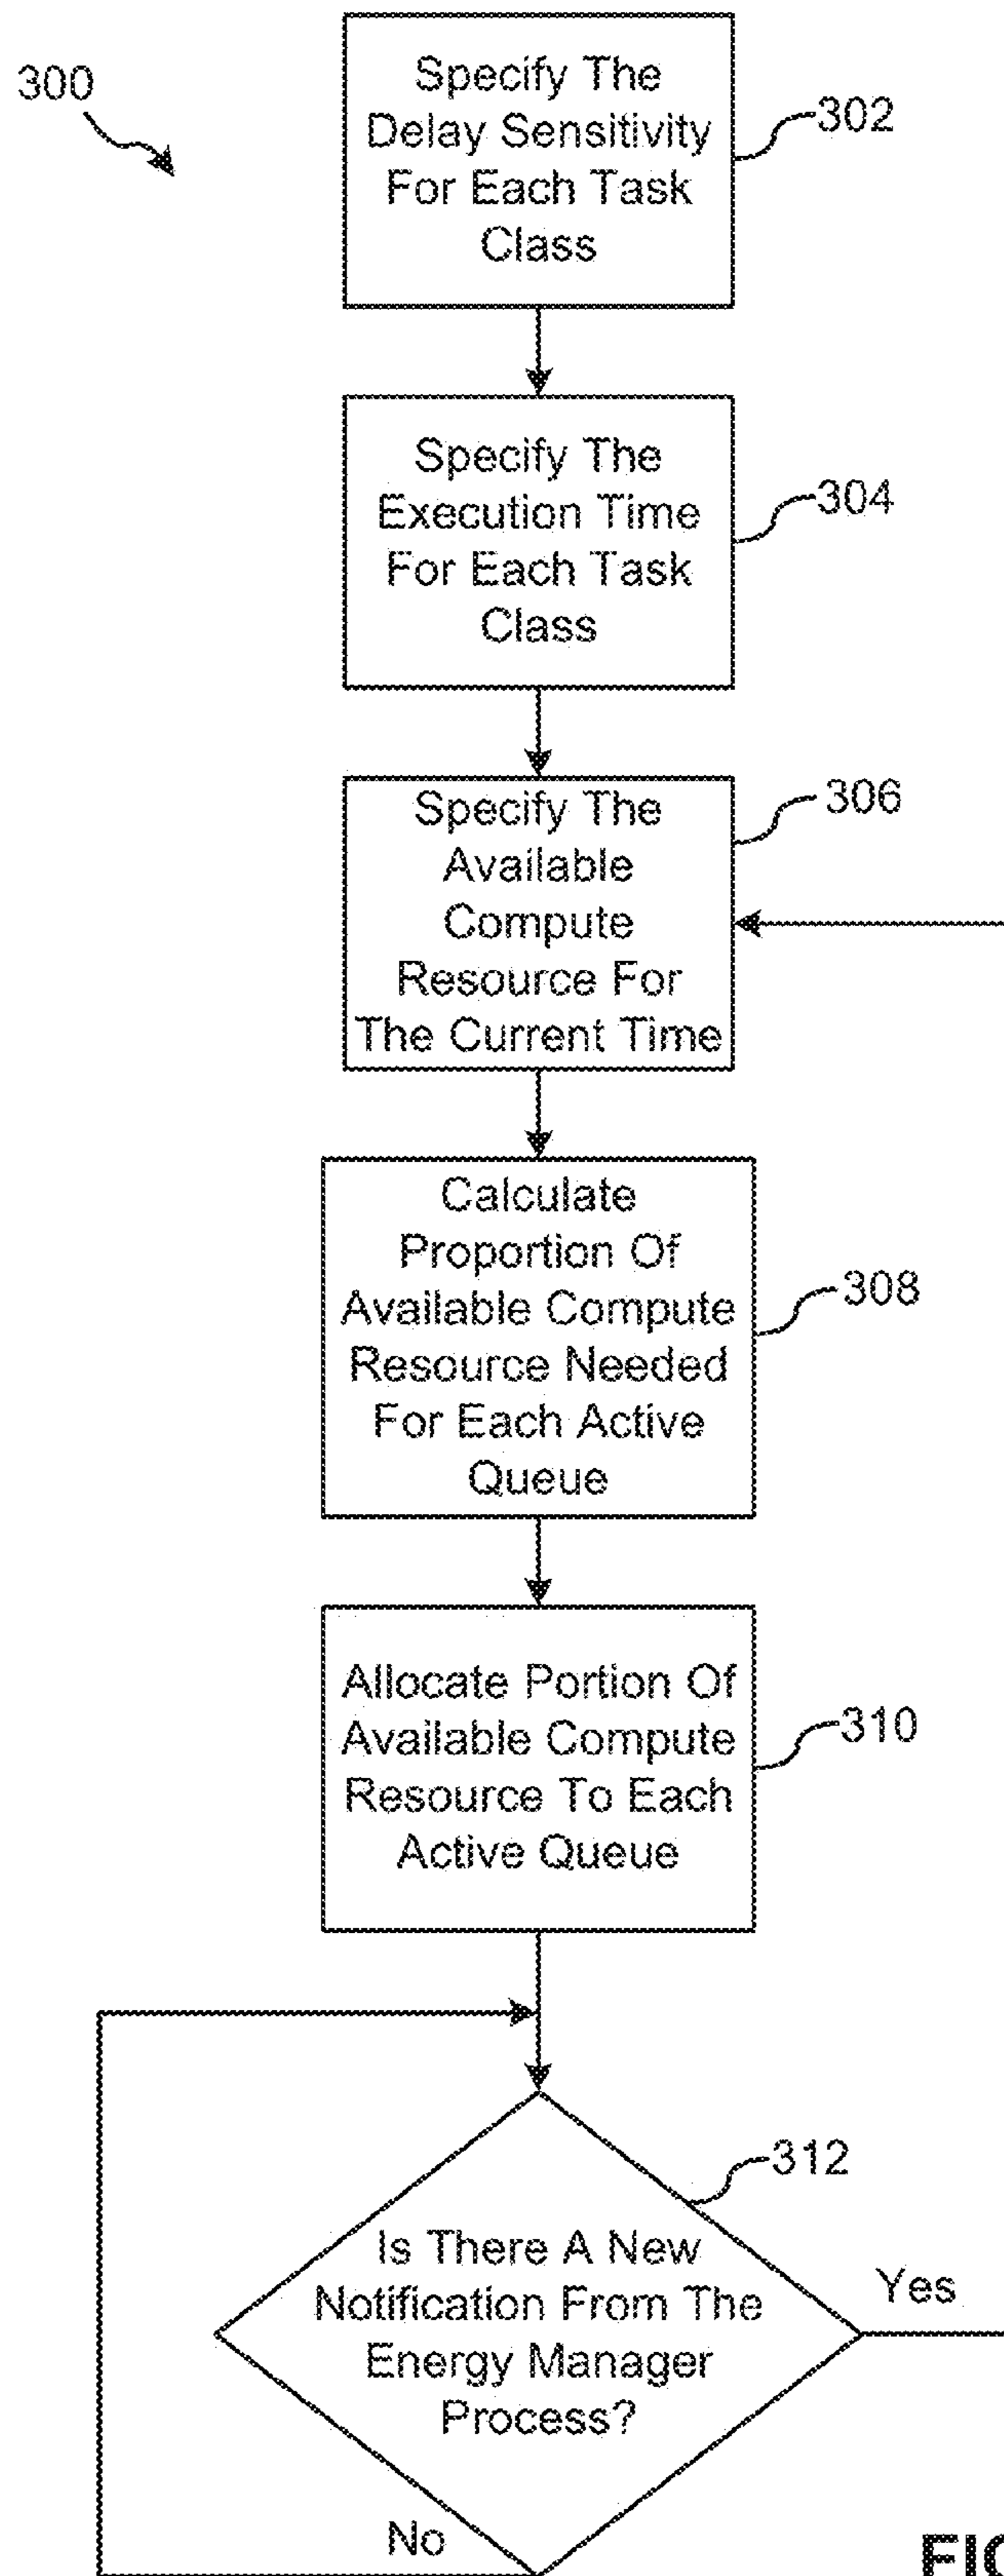 300
Specify The
Delay Sensitivity
For Each Task
Class
302
Specify The
Execution Time
For Each Task
Class
304
Specify The
Available
Compute
Resource For
The Current Time
306
Calculate
Proportion Of
Available Compute
Resource Needed
For Each Active
Queue
308
Allocate Portion Of
Available Compute
Resource To Each
Active Queue
310
312
Is There A New
Notification From The
Energy Manager
Process?
Yes
No